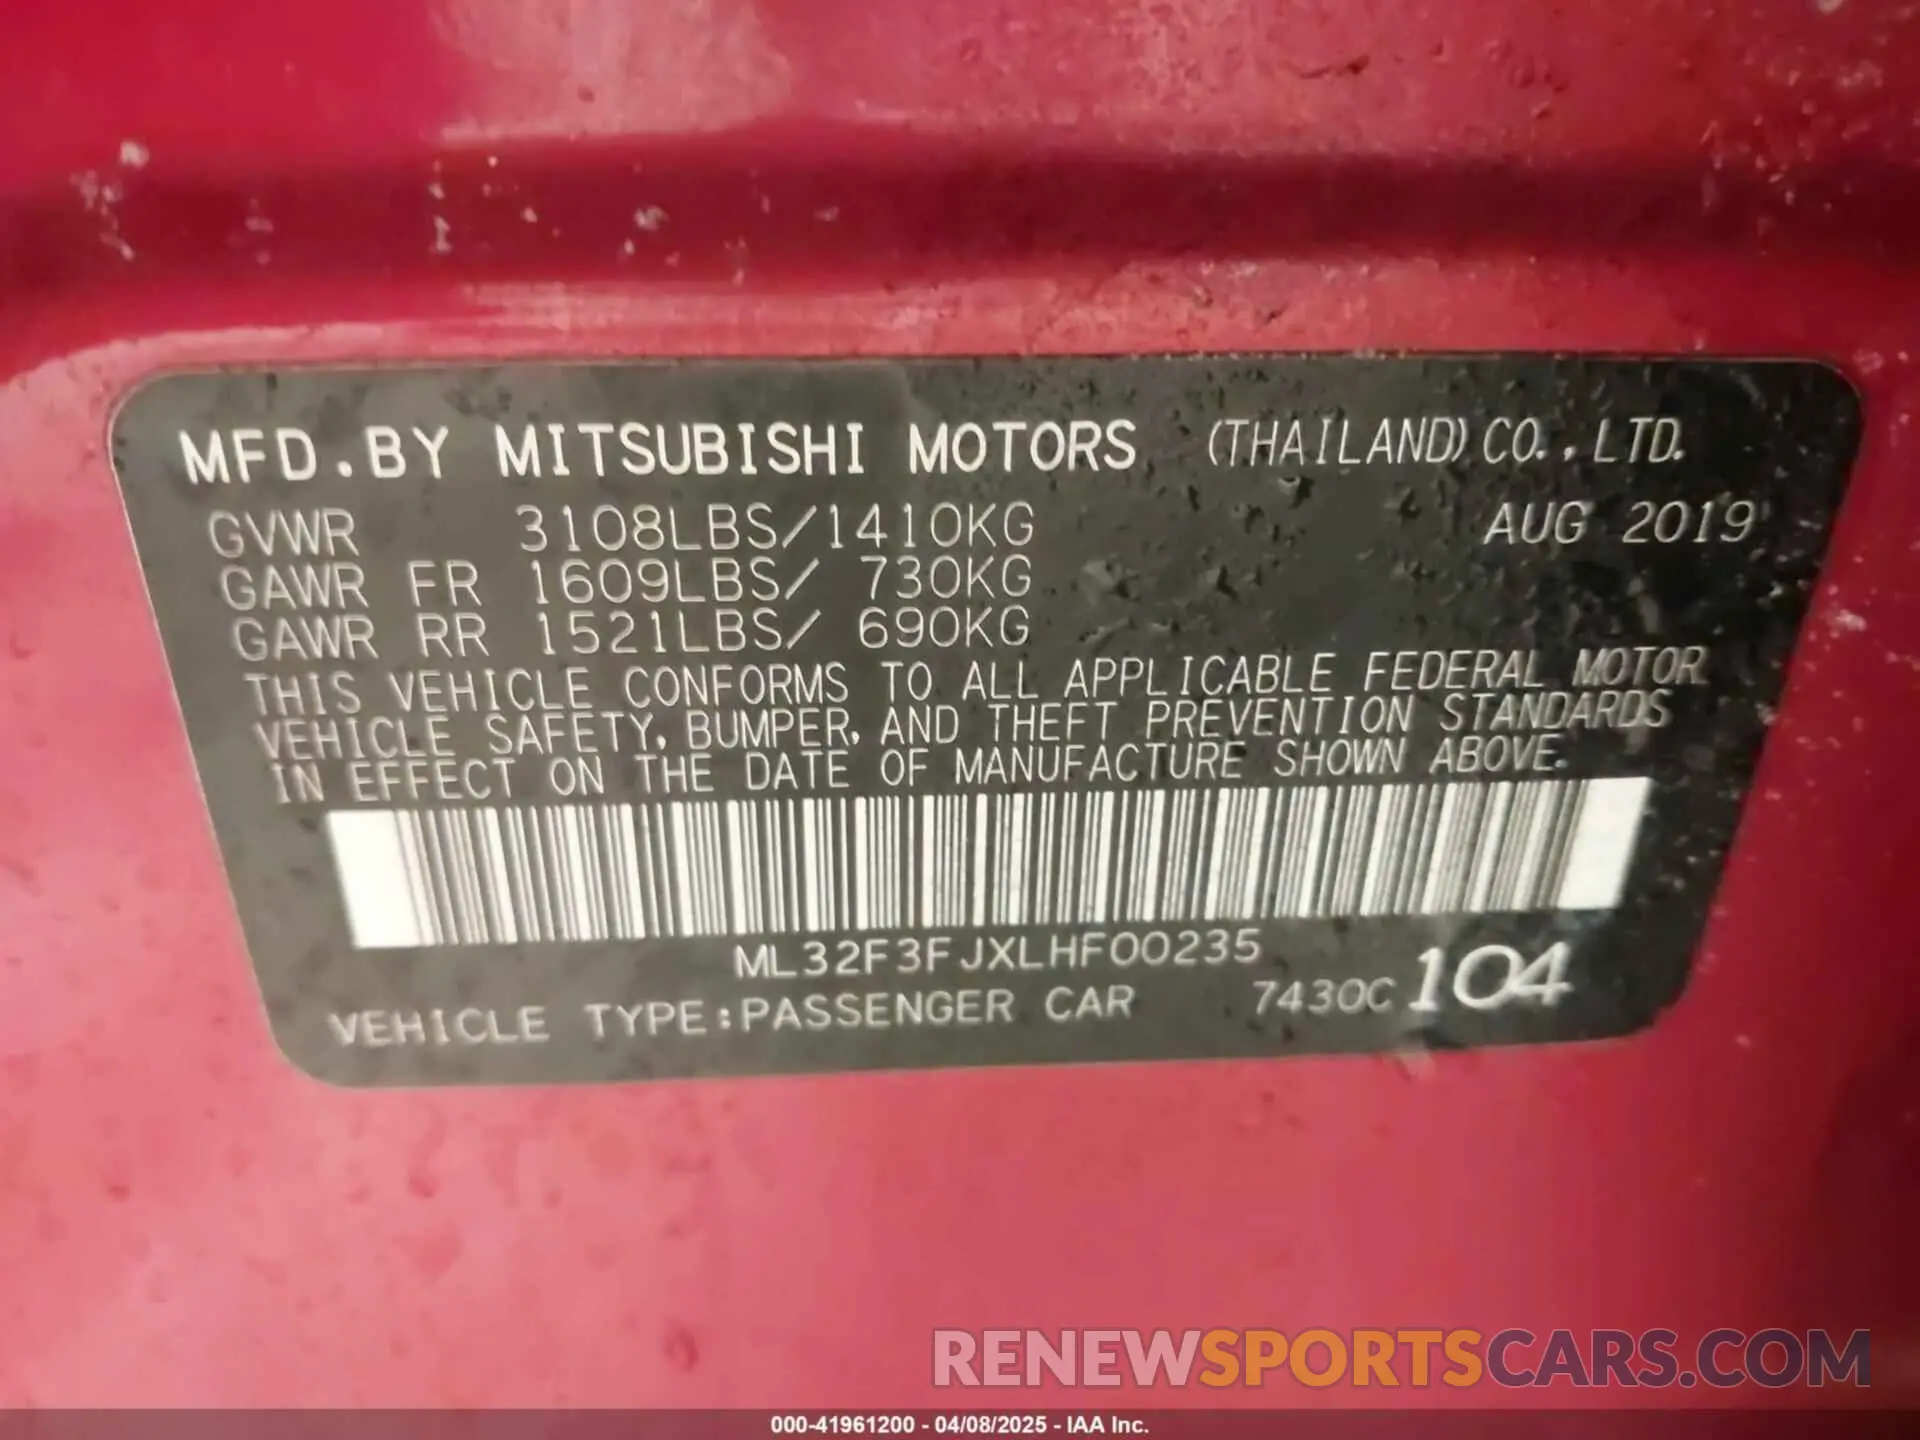 MFD.BY MITSUBISHI MOTORS (THAILAND) CO.,LTD.
GVWR 3108LBS/1410KG AUG 2019
GAWR FR 1609LBS/ 730KG
GAWR RR 1521LBS/ 690KG
THIS VEHICLE CONFORMS TO ALL APPLICABLE FEDERAL MOTOR
VEHICLE SAFETY, BUMPER, AND THEFT PREVENTION STANDARDS
IN EFFECT ON THE DATE OF MANUFACTURE SHOWN ABOVE.
ML32F3FJXLHF00235
VEHICLE TYPE:PASSENGER CAR 7430C 104
RENEWSPORTSCARS.COM
000-41961200 - 04/08/2025 - IAA Inc.